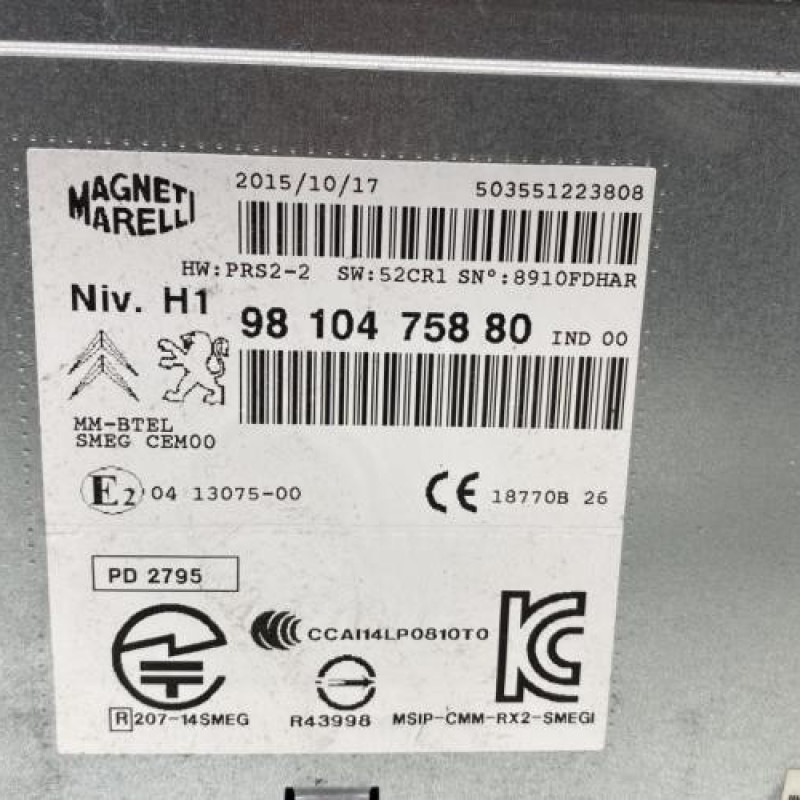 MAGNETI
MARELLI
2015/10/17 503551223808
HW:PRS2-2 SW:52CR1 SN°:8910FDHAR
Niv. H1
98 104 758 80 IND 00
MM-BTEL
SMEG CEM00
E2 04 13075-00
CE 18770B 26
PD 2795
CCAI14LP0810T0
KC
R 207-14SMEG
R43998
MSIP-CMM-RX2-SMEGI